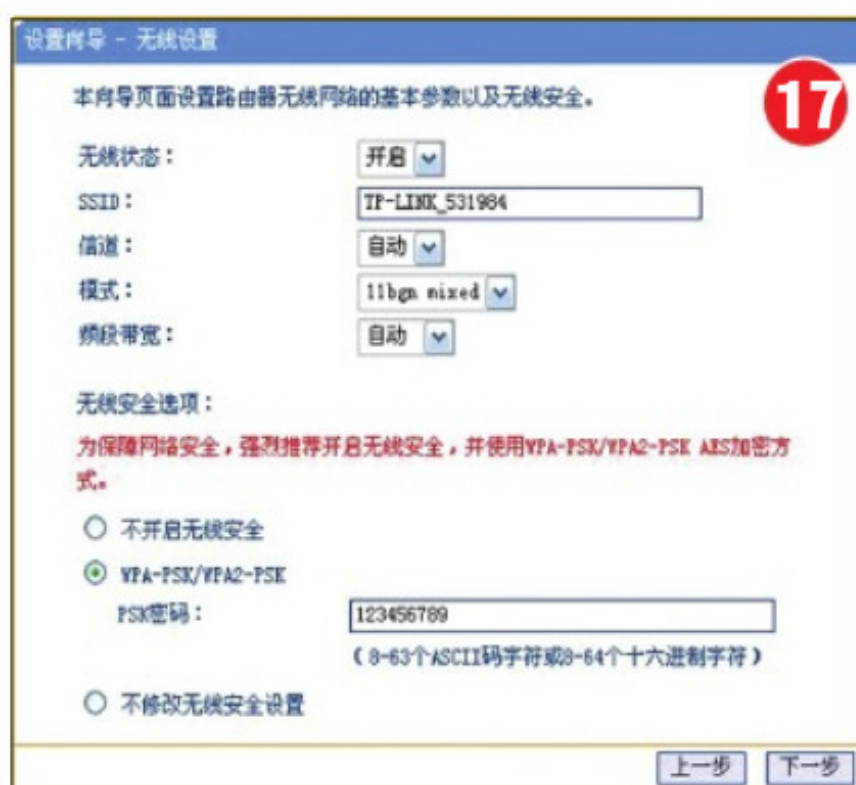 设置向导 - 无线设置
17
本向导页面设置路由器无线网络的基本参数以及无线安全。
无线状态： 开启
SSID： TP-LINK_531984
信道： 自动
模式： 11bgn mixed
频段带宽： 自动
无线安全选项：
为保障网络安全，强烈推荐开启无线安全，并使用WPA-PSK/WPA2-PSK AES加密方
式。
不开启无线安全
WPA-PSK/WPA2-PSK
PSK密码： 123456789
（8-63个ASCII码字符或8-64个十六进制字符）
不修改无线安全设置
上一步 下一步